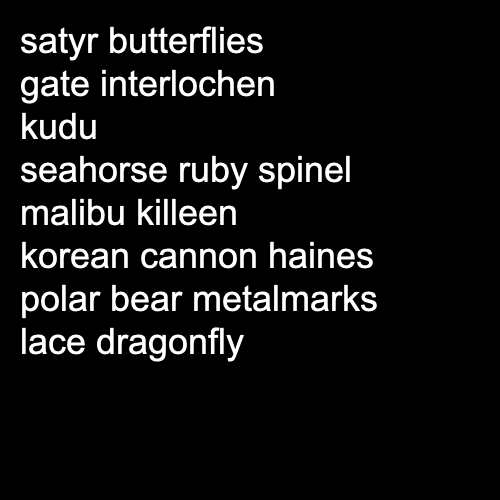 satyr butterflies
gate interlochen
kudu
seahorse ruby spinel
malibu killeen
korean cannon haines
polar bear metalmarks
lace dragonfly